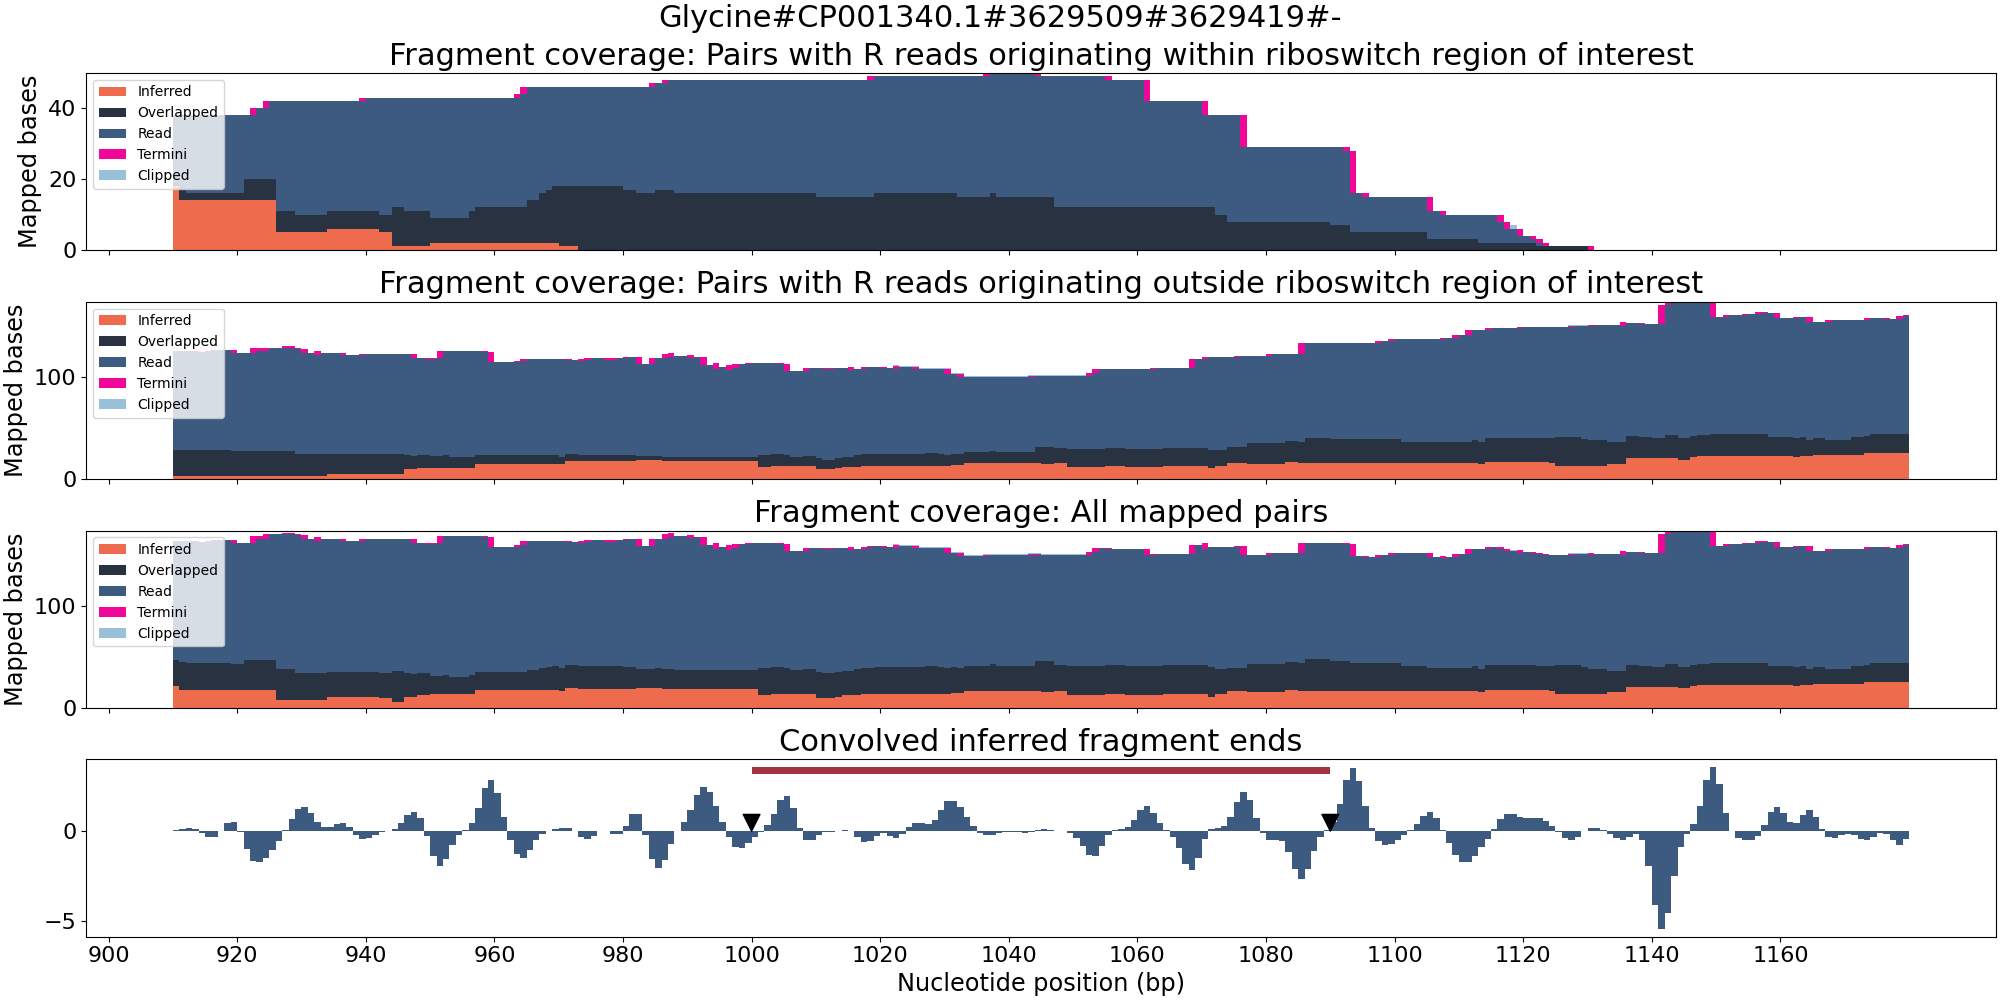 Glycine#CP001340.1#3629509#3629419#-
Fragment coverage: Pairs with R reads originating within riboswitch region of interest
Mapped bases
40
20
0
Inferred
Overlapped
Read
Termini
Clipped
Fragment coverage: Pairs with R reads originating outside riboswitch region of interest
Mapped bases
100
0
Inferred
Overlapped
Read
Termini
Clipped
Fragment coverage: All mapped pairs
Mapped bases
100
0
Inferred
Overlapped
Read
Termini
Clipped
Convolved inferred fragment ends
0
−5
900 920 940 960 980 1000 1020 1040 1060 1080 1100 1120 1140 1160
Nucleotide position (bp)